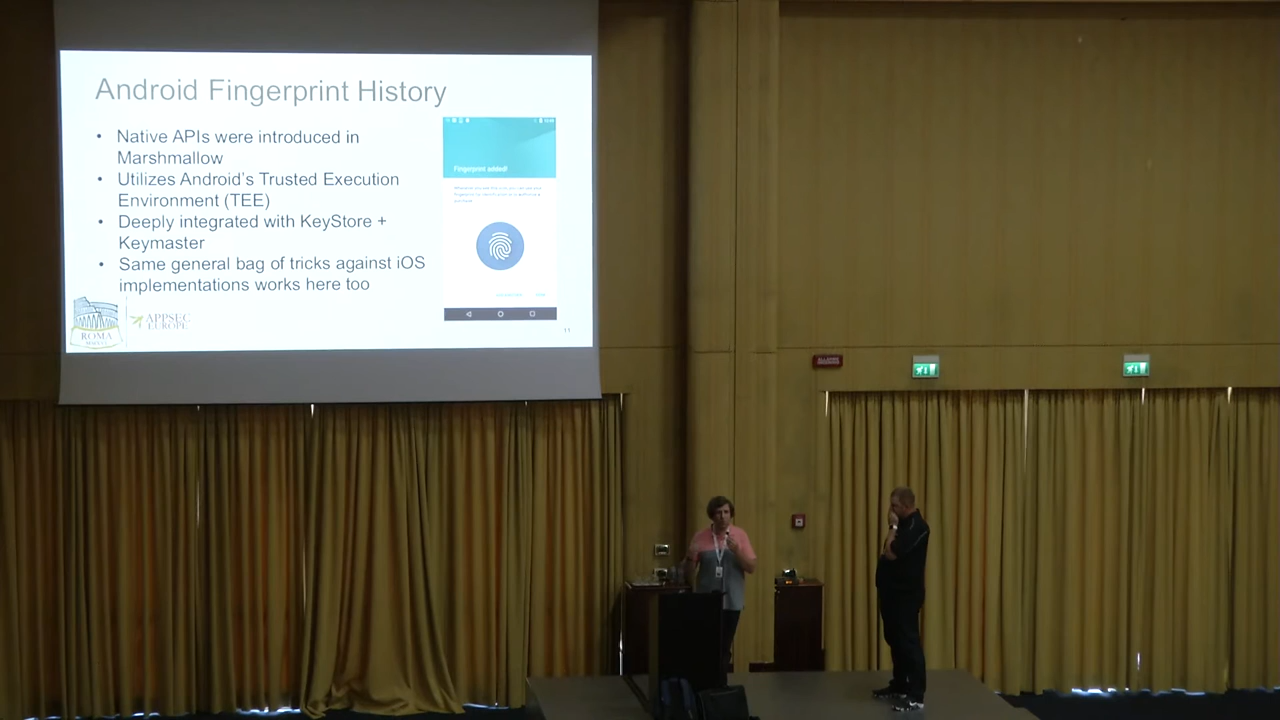 Android Fingerprint History
• Native APIs were introduced in
Marshmallow
• Utilizes Android's Trusted Execution
Environment (TEE)
• Deeply integrated with KeyStore +
Keymaster
• Same general bag of tricks against iOS
implementations works here too
Fingerprint added!
ROMA
APPSEC
EUROPE
11